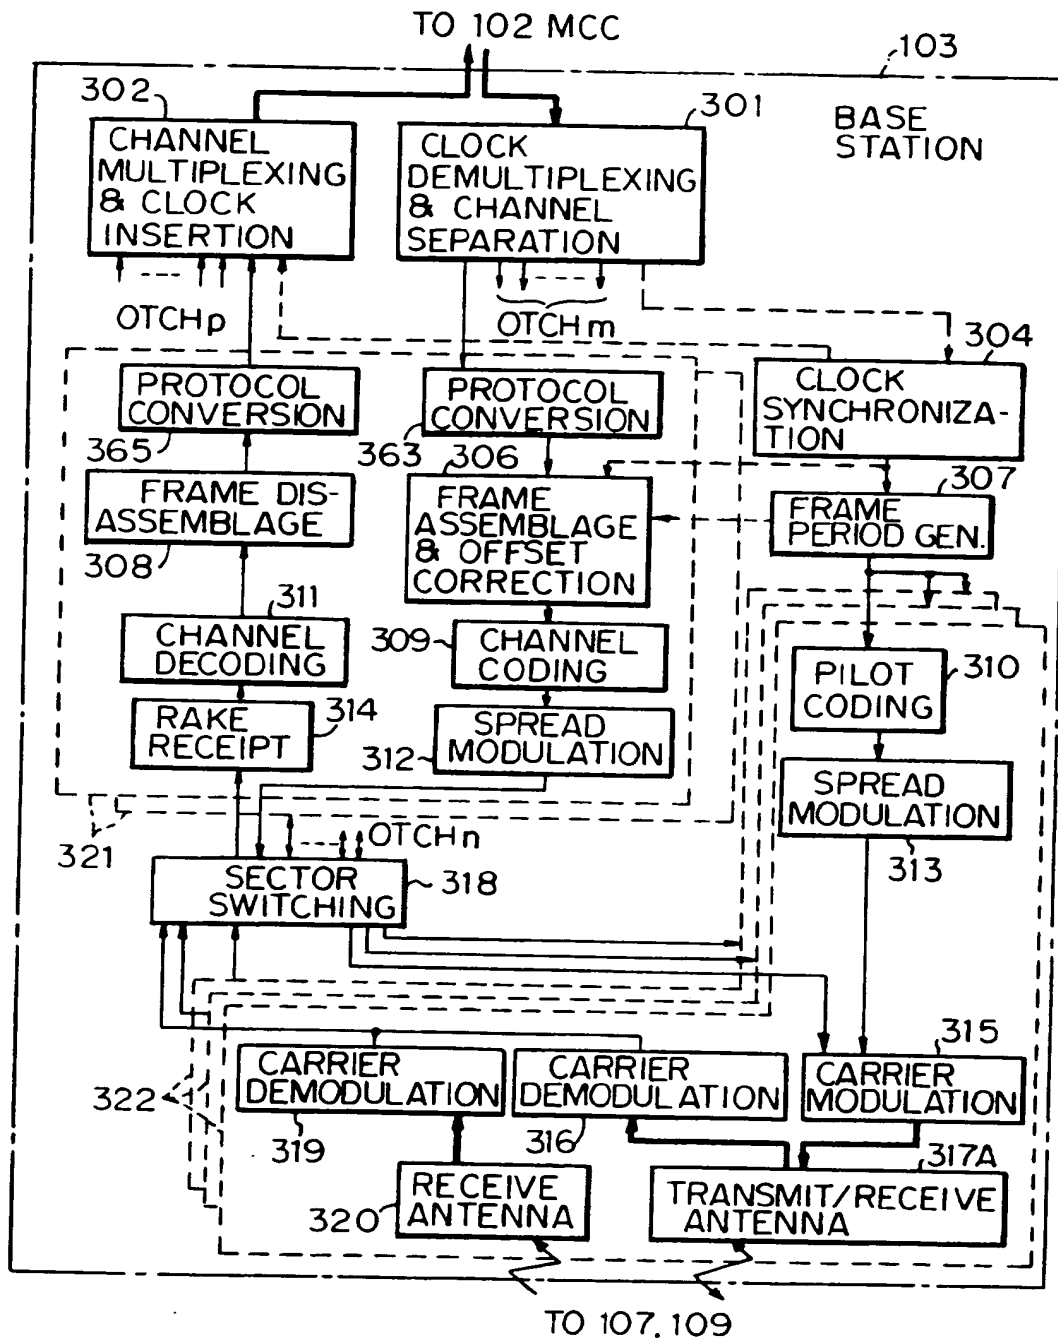 TO 102 MCC
103
BASE
STATION
302
CHANNEL
MULTIPLEXING
& CLOCK
INSERTION
301
CLOCK
DEMULTIPLEXING
& CHANNEL
SEPARATION
OTCHp
OTCHm
304
CLOCK
SYNCHRONIZA-
TION
PROTOCOL
CONVERSION
365
PROTOCOL
CONVERSION
363
306
FRAME
ASSEMBLAGE
& OFFSET
CORRECTION
307
FRAME
PERIOD GEN.
FRAME DIS-
ASSEMBLAGE
308
311
CHANNEL
DECODING
309
CHANNEL
CODING
PILOT
CODING
310
RAKE
RECEIPT
314
312
SPREAD
MODULATION
SPREAD
MODULATION
313
321
OTCHn
SECTOR
SWITCHING
318
315
CARRIER
DEMODULATION
319
CARRIER
DEMODULATION
316
CARRIER
MODULATION
322
317A
320
RECEIVE
ANTENNA
TRANSMIT/RECEIVE
ANTENNA
TO 107, 109